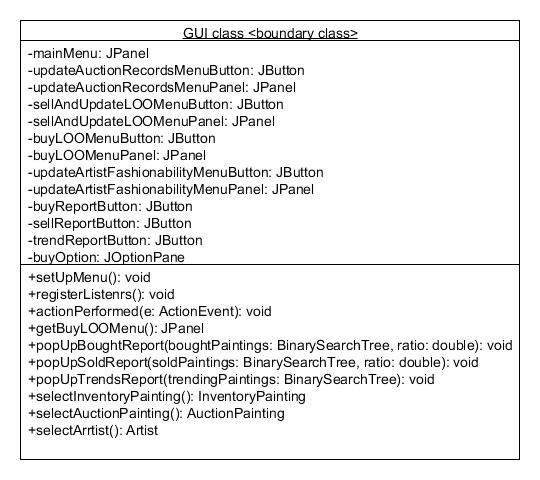 GUI class <boundary class>
-mainMenu: JPanel
-updateAuctionRecordsMenuButton: JButton
-updateAuctionRecordsMenuPanel: JPanel
-sellAndUpdateLOOMenuButton: JButton
-sellAndUpdateLOOMenuPanel: JPanel
-buyLOOMenuButton: JButton
-buyLOOMenuPanel: JPanel
-updateArtistFashionabilityMenuButton: JButton
-updateArtistFashionabilityMenuPanel: JPanel
-buyReportButton: JButton
-sellReportButton: JButton
-trendReportButton: JButton
-buyOption: JOptionPane
+setUpMenu(): void
+registerListenrs(): void
+actionPerformed(e: ActionEvent): void
+getBuyLOOMenu(): JPanel
+popUpBoughtReport(boughtPaintings: BinarySearchTree, ratio: double): void
+popUpSoldReport(soldPaintings: BinarySearchTree, ratio: double): void
+popUpTrendsReport(trendingPaintings: BinarySearchTree): void
+selectInventoryPainting(): InventoryPainting
+selectAuctionPainting(): AuctionPainting
+selectArrtist(): Artist